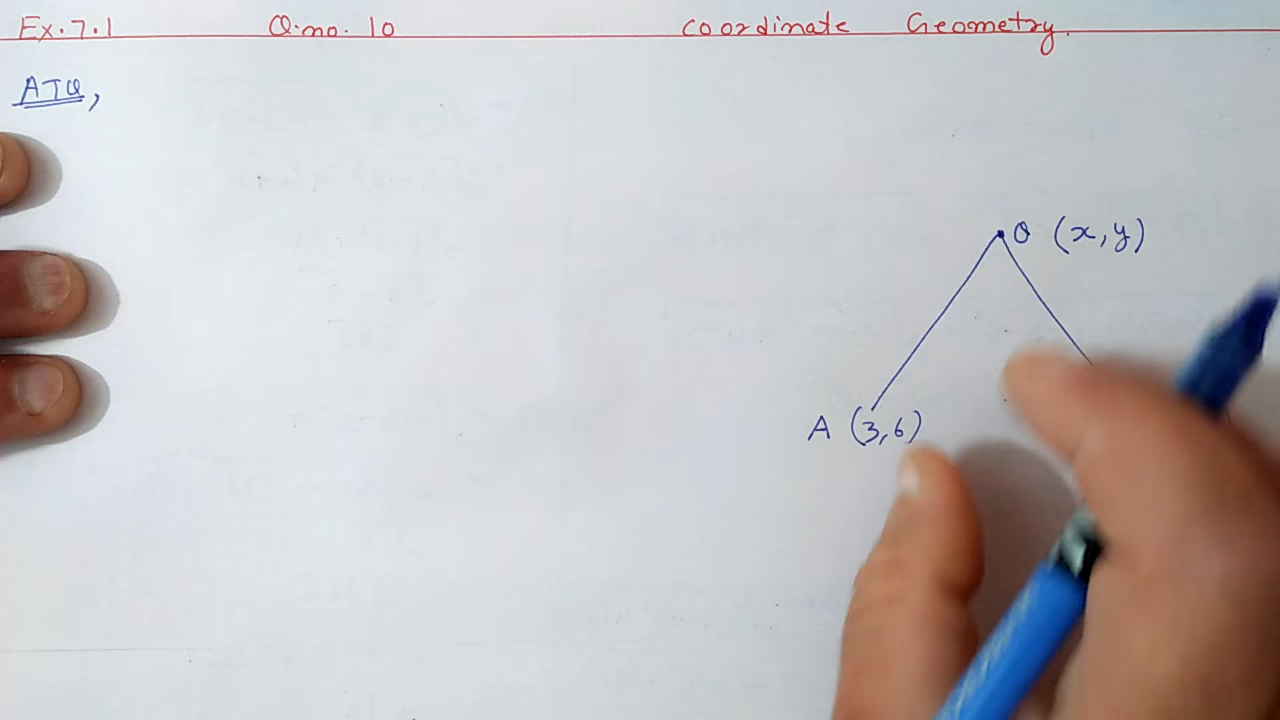 Ex. 7.1 Q.no. 10 coordinate Geometry.
ATQ,
O (x,y)
A (3,6)